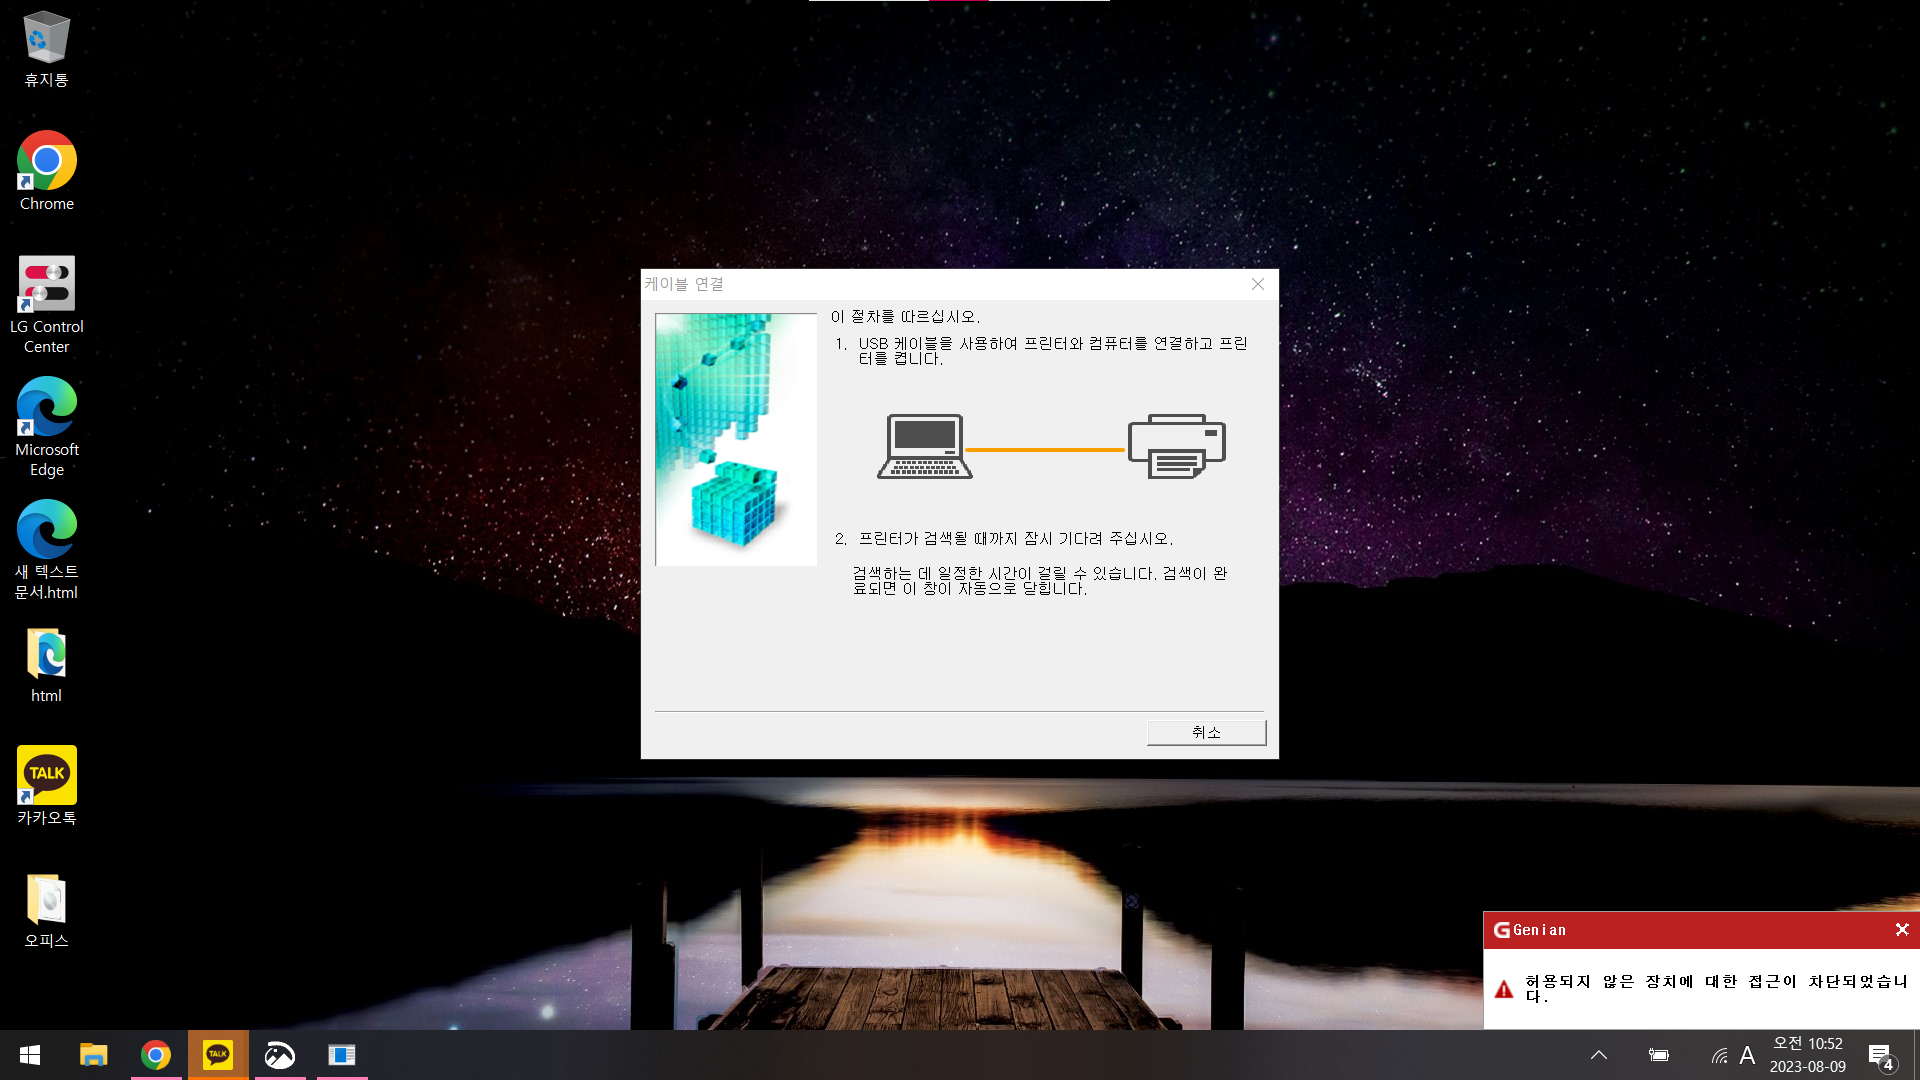 휴지통
Chrome
LG Control
Center
Microsoft
Edge
새 텍스트
문서.html
html
TALK
카카오톡
오피스
케이블 연결
이 절차를 따르십시오.
1. USB 케이블을 사용하여 프린터와 컴퓨터를 연결하고 프린
터를 켭니다.
2. 프린터가 검색될 때까지 잠시 기다려 주십시오.
검색하는 데 일정한 시간이 걸릴 수 있습니다. 검색이 완
료되면 이 창이 자동으로 닫힙니다.
취소
Genian
허용되지 않은 장치에 대한 접근이 차단되었습니
다.
TALK
A
오전 10:52
2023-08-09
4